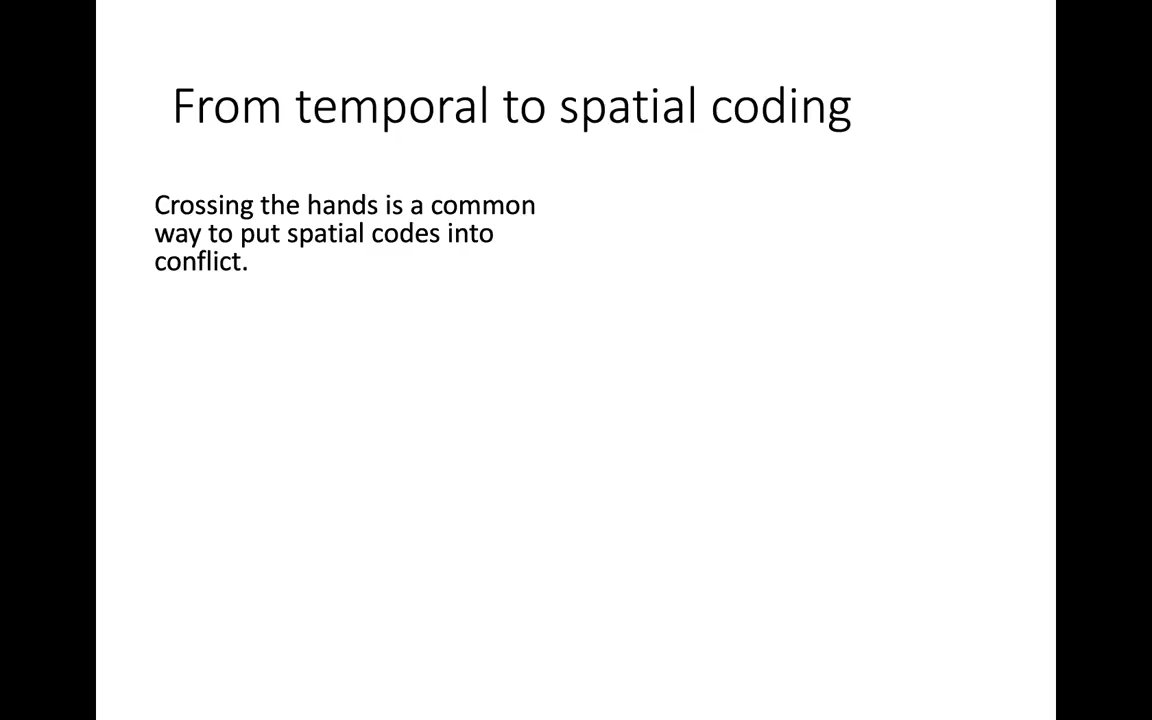 From temporal to spatial coding
Crossing the hands is a common
way to put spatial codes into
conflict.